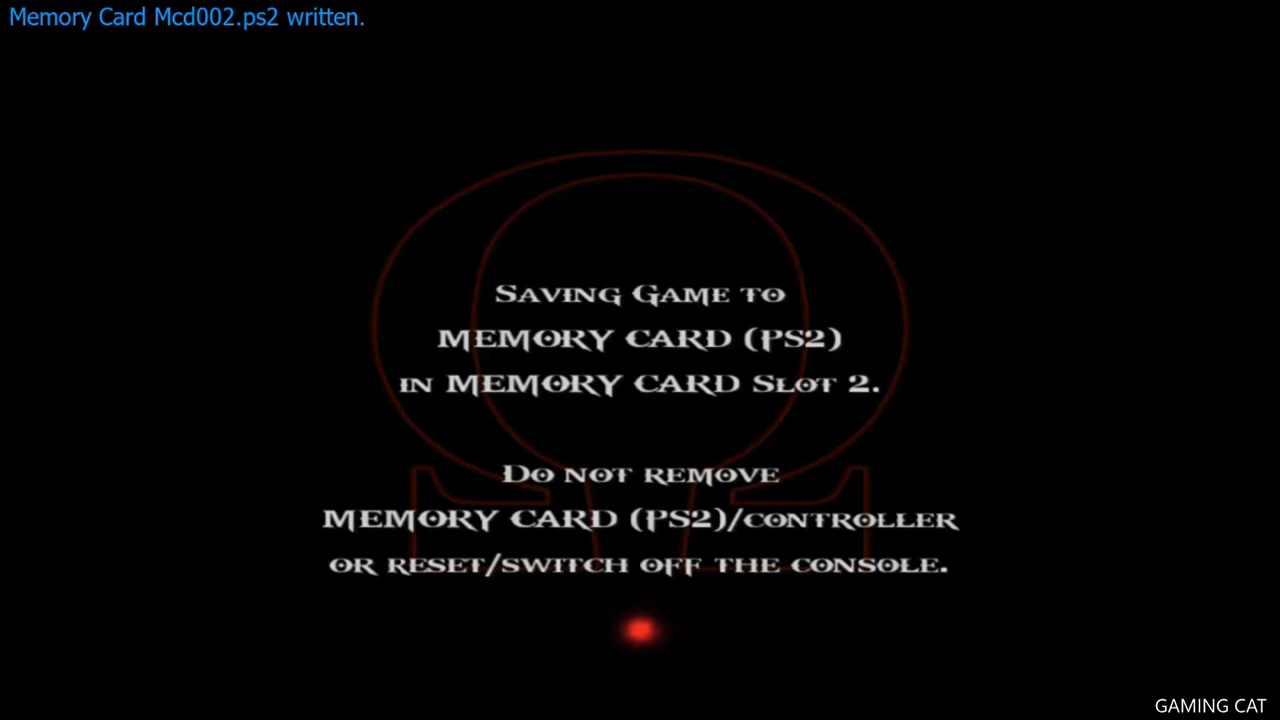 Memory Card Mcd002.ps2 written.
Saving Game to
MEMORY CARD (PS2)
in MEMORY CARD Slot 2.
Do not remove
MEMORY CARD (PS2)/controller
or reset/switch off the console.
GAMING CAT